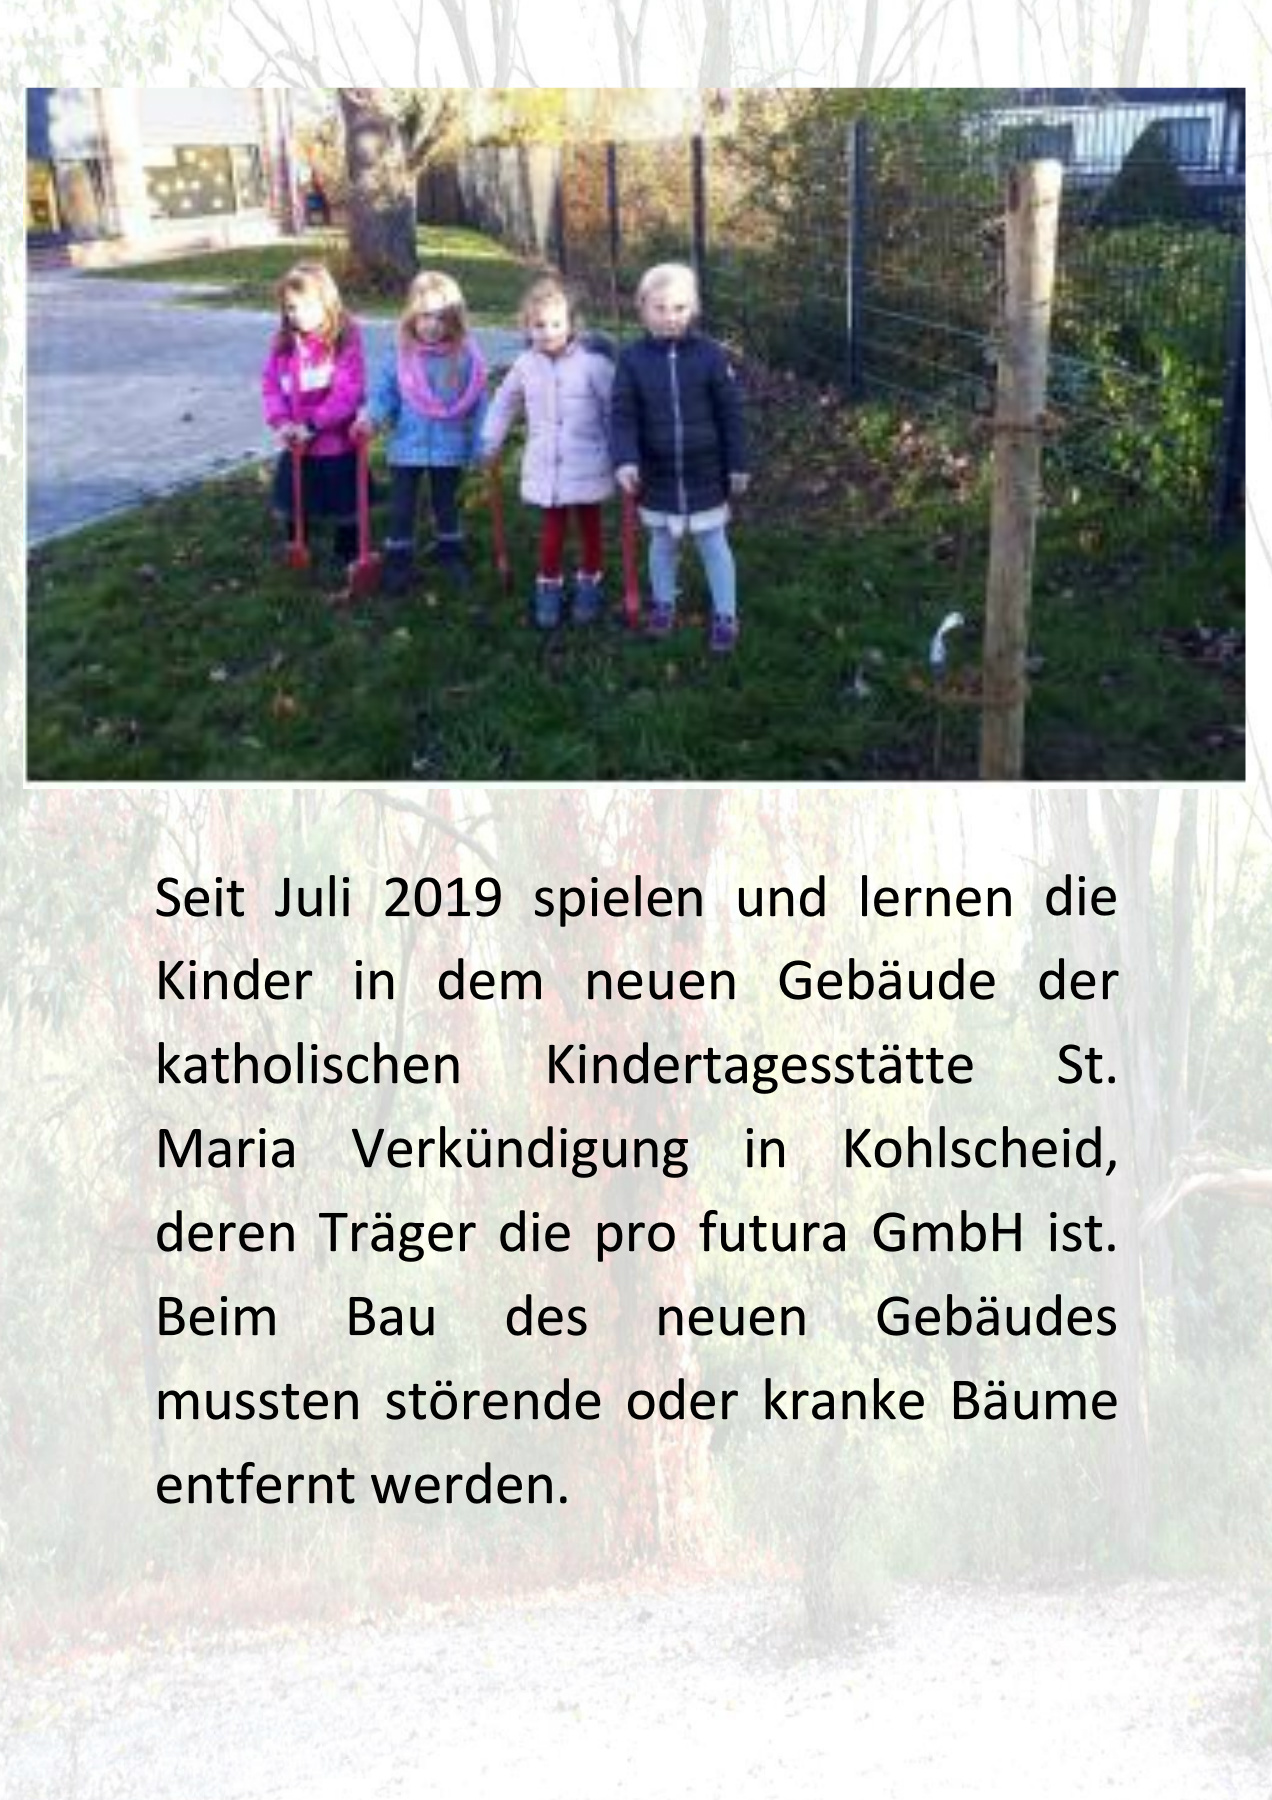 Seit Juli 2019 spielen und lernen die
Kinder in dem neuen Gebäude der
katholischen Kindertagesstätte St.
Maria Verkündigung in Kohlscheid,
deren Träger die pro futura GmbH ist.
Beim Bau des neuen Gebäudes
mussten störende oder kranke Bäume
entfernt werden.